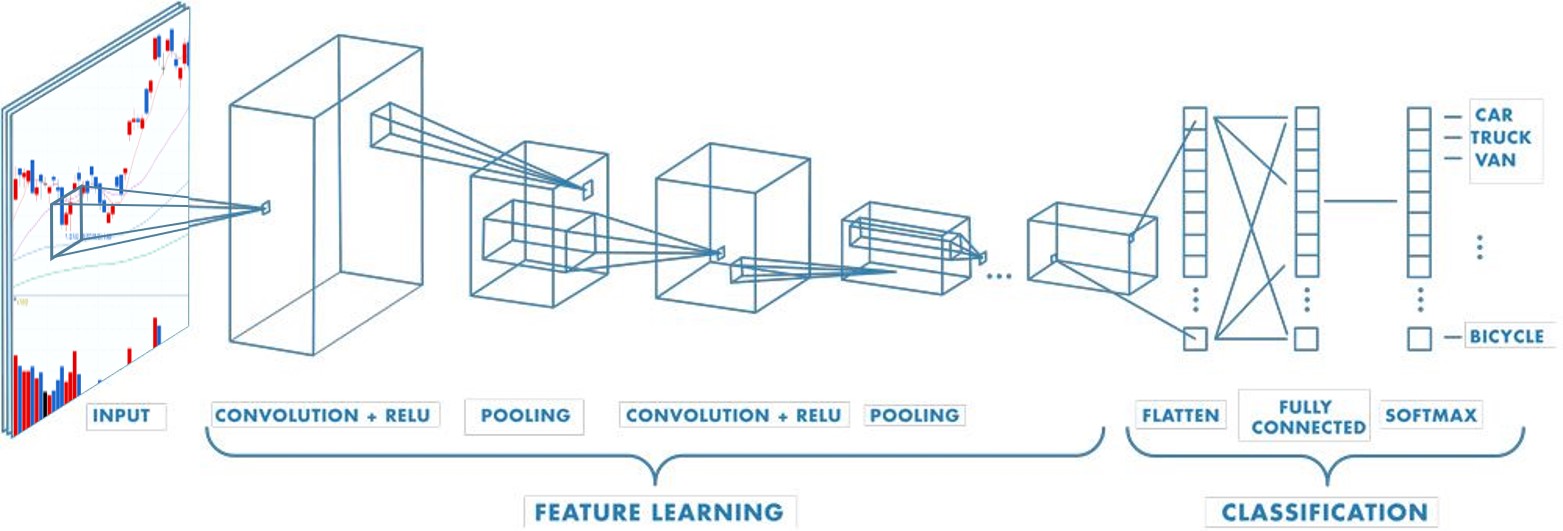 CAR
TRUCK
VAN
BICYCLE
INPUT
CONVOLUTION + RELU
POOLING
CONVOLUTION + RELU
POOLING
FLATTEN
FULLY
CONNECTED
SOFTMAX
FEATURE LEARNING
CLASSIFICATION